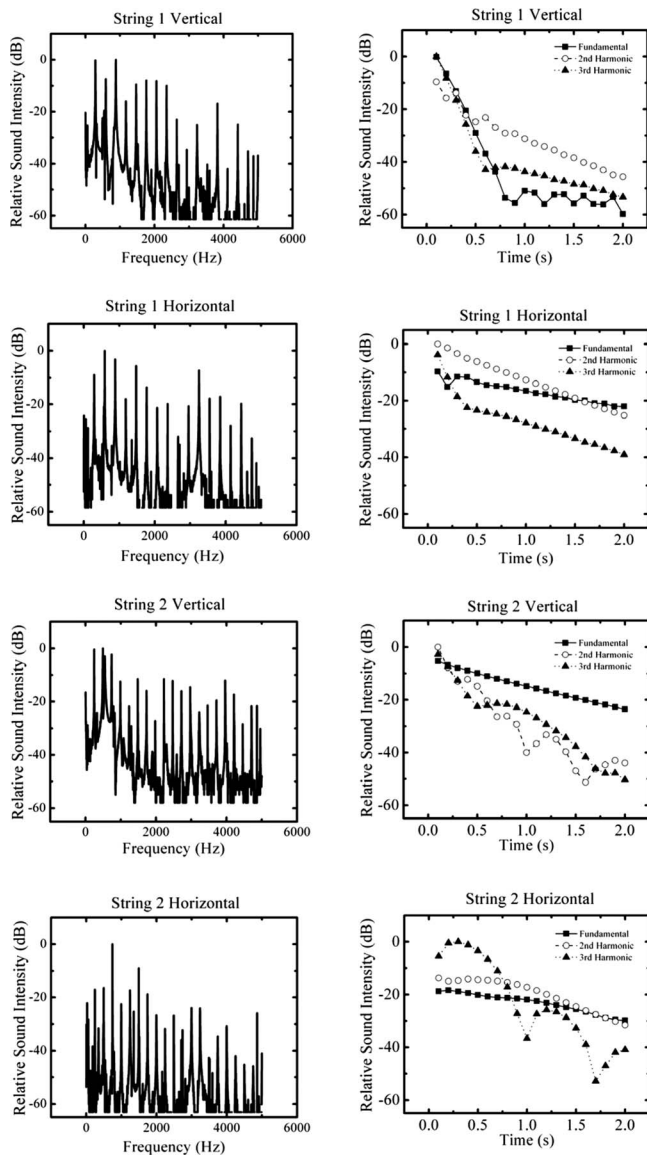 String 1 Vertical
Relative Sound Intensity (dB)
0
-20
-40
-60
0 2000 4000 6000
Frequency (Hz)
String 1 Vertical
Relative Sound Intensity (dB)
0
-20
-40
-60
Fundamental
2nd Harmonic
3rd Harmonic
0.0 0.5 1.0 1.5 2.0
Time (s)
String 1 Horizontal
Relative Sound Intensity (dB)
0
-20
-40
-60
0 2000 4000 6000
Frequency (Hz)
String 1 Horizontal
Relative Sound Intensity (dB)
0
-20
-40
-60
Fundamental
2nd Harmonic
3rd Harmonic
0.0 0.5 1.0 1.5 2.0
Time (s)
String 2 Vertical
Relative Sound Intensity (dB)
0
-20
-40
-60
0 2000 4000 6000
Frequency (Hz)
String 2 Vertical
Relative Sound Intensity (dB)
0
-20
-40
-60
Fundamental
2nd Harmonic
3rd Harmonic
0.0 0.5 1.0 1.5 2.0
Time (s)
String 2 Horizontal
Relative Sound Intensity (dB)
0
-20
-40
-60
0 2000 4000 6000
Frequency (Hz)
String 2 Horizontal
Relative Sound Intensity (dB)
0
-20
-40
-60
Fundamental
2nd Harmonic
3rd Harmonic
0.0 0.5 1.0 1.5 2.0
Time (s)